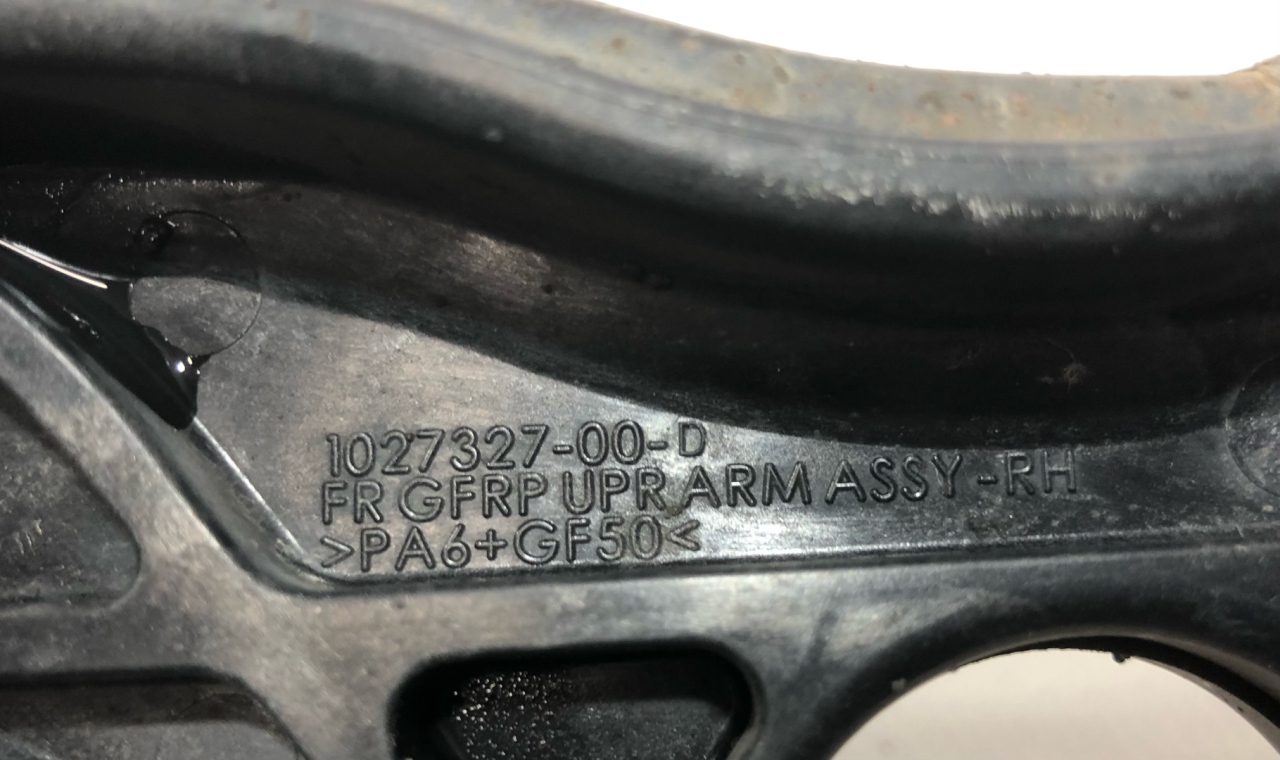 1027327-00-D
FR GFRP UPR ARM ASSY-RH
>PA6+GF50<